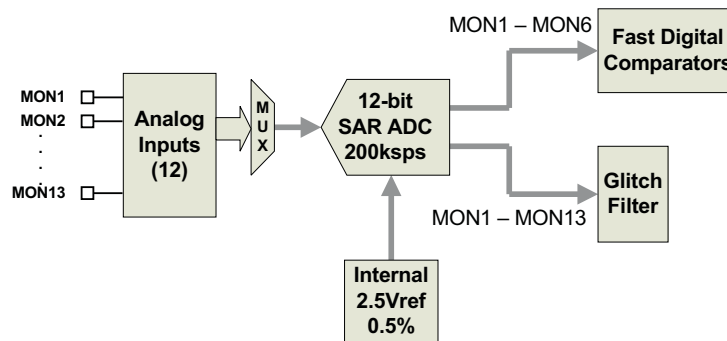 MON1 – MON6
Fast Digital
Comparators
MON1
MON2
.
.
.
.
MON13
Analog
Inputs
(12)
MUX
12-bit
SAR ADC
200ksps
Glitch
Filter
MON1 – MON13
Internal
2.5Vref
0.5%